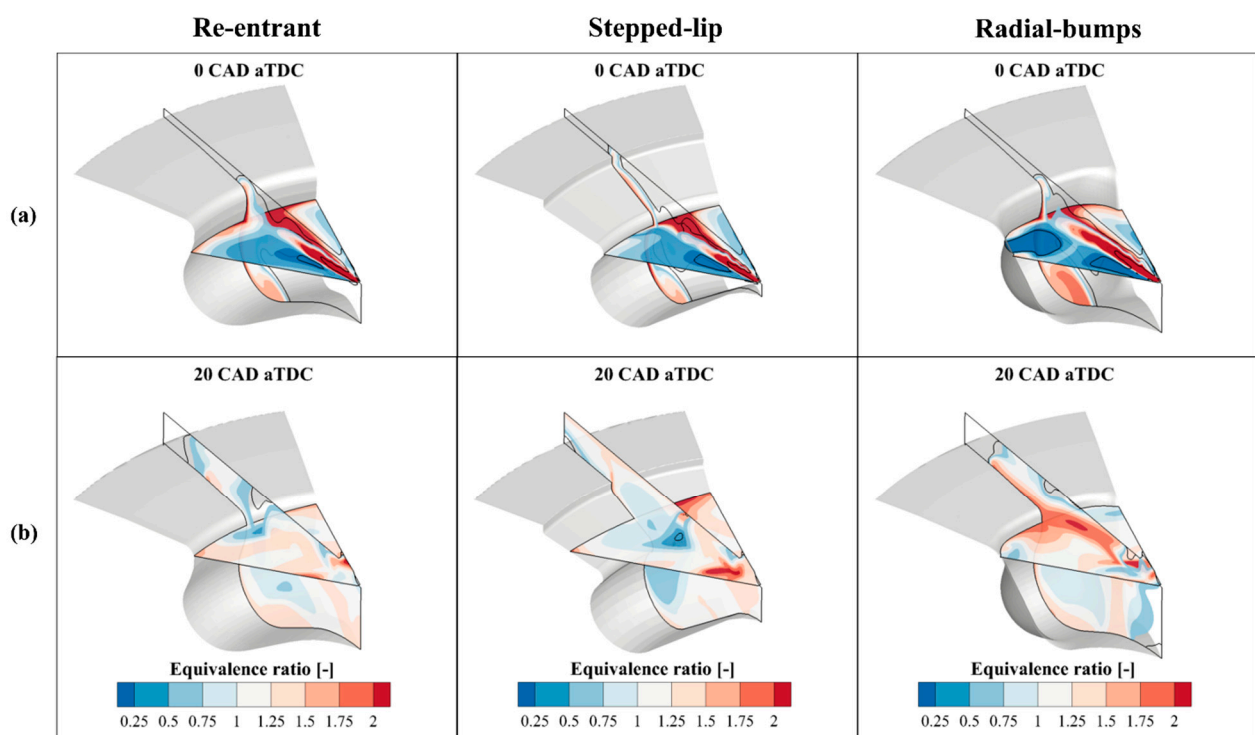 Re-entrant Stepped-lip Radial-bumps
(a) 0 CAD aTDC 0 CAD aTDC 0 CAD aTDC
(b) 20 CAD aTDC 20 CAD aTDC 20 CAD aTDC
Equivalence ratio [-] Equivalence ratio [-] Equivalence ratio [-]
0.25 0.5 0.75 1 1.25 1.5 1.75 2 0.25 0.5 0.75 1 1.25 1.5 1.75 2 0.25 0.5 0.75 1 1.25 1.5 1.75 2